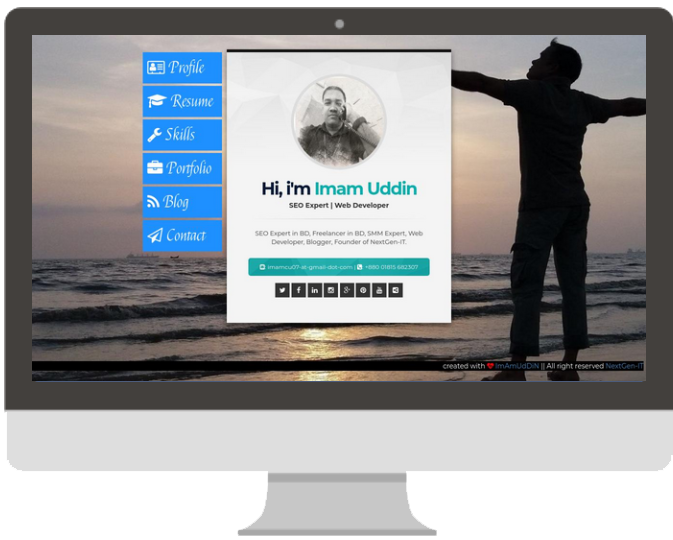 Profile
Resume
Skills
Portfolio
Blog
Contact
Hi, i'm Imam Uddin
SEO Expert | Web Developer
SEO Expert in BD, Freelancer in BD, SMM Expert, Web
Developer, Blogger, Founder of NextGen-IT.
imamcu07-at-gmail-dot-com | +880 01815 682307
created with ImAmUdDiN || All right reserved NextGen-IT